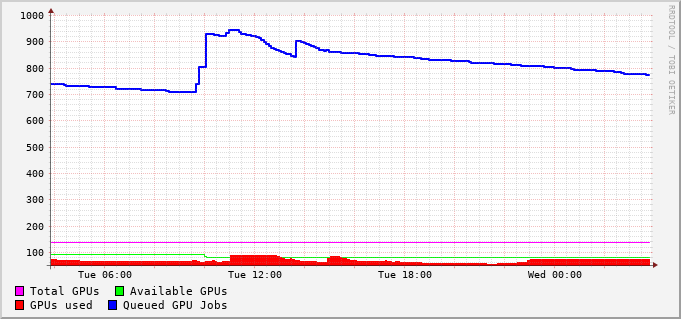 1000
900
800
700
600
500
400
300
200
100
Tue 06:00 Tue 12:00 Tue 18:00 Wed 00:00
Total GPUs Available GPUs
GPUs used Queued GPU Jobs
RRDTOOL / TOBI OETIKER